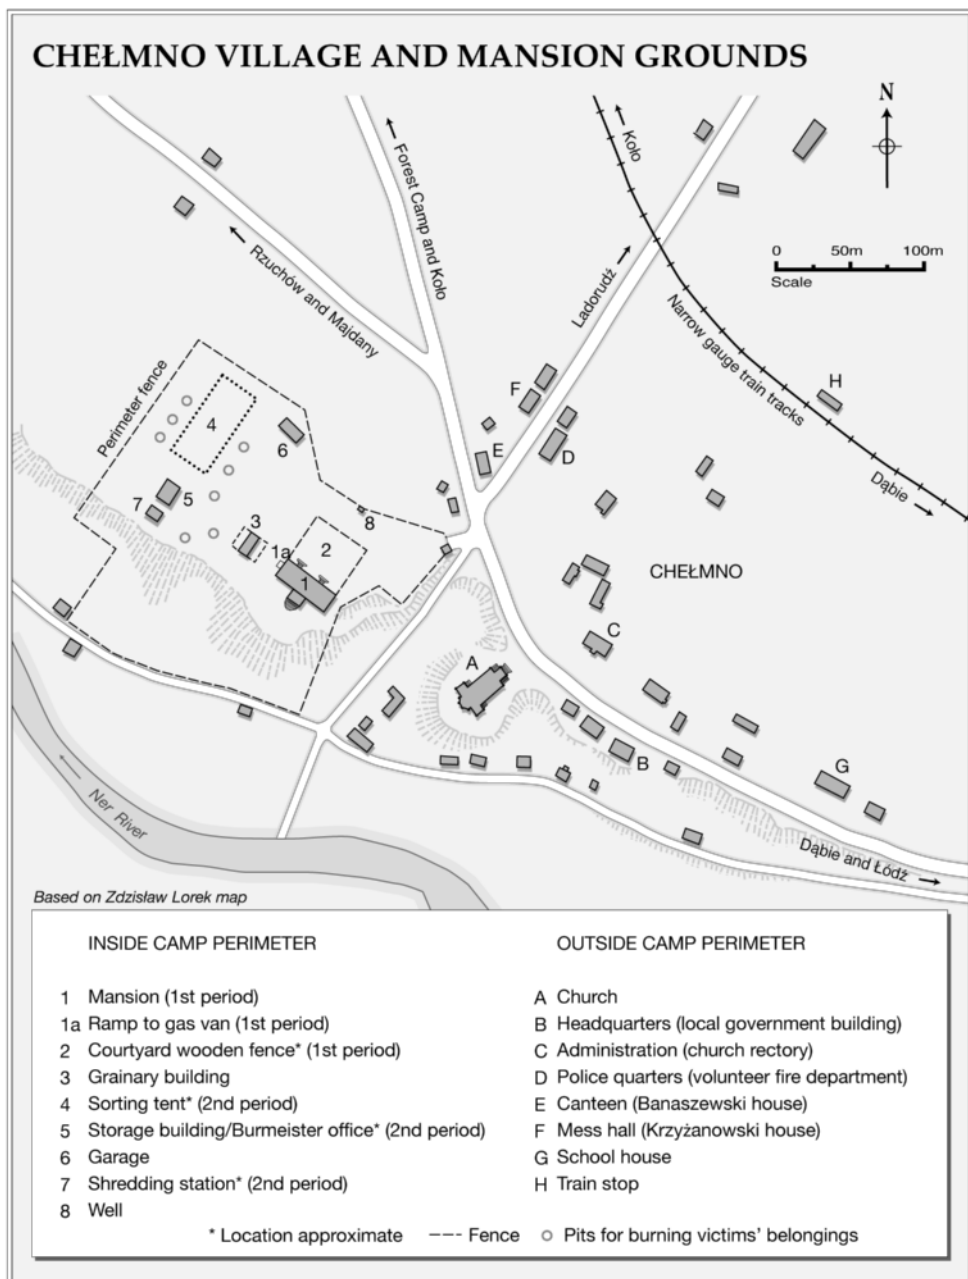 CHEŁMNO VILLAGE AND MANSION GROUNDS
N
Koło
Forest Camp and Koło
Rzuchów and Majdany
Ladorudź
0 50m 100m
Scale
Narrow gauge train tracks
H
Perimeter fence
F
4
6
E
D
Dąbie
5
7
3
8
2
1a
1
CHEŁMNO
C
A
B
G
Ner River
Dąbie and Łódź
Based on Zdzisław Lorek map
INSIDE CAMP PERIMETER
1 Mansion (1st period)
1a Ramp to gas van (1st period)
2 Courtyard wooden fence* (1st period)
3 Grainary building
4 Sorting tent* (2nd period)
5 Storage building/Burmeister office* (2nd period)
6 Garage
7 Shredding station* (2nd period)
8 Well
OUTSIDE CAMP PERIMETER
A Church
B Headquarters (local government building)
C Administration (church rectory)
D Police quarters (volunteer fire department)
E Canteen (Banaszewski house)
F Mess hall (Krzyżanowski house)
G School house
H Train stop
* Location approximate Fence Pits for burning victims' belongings